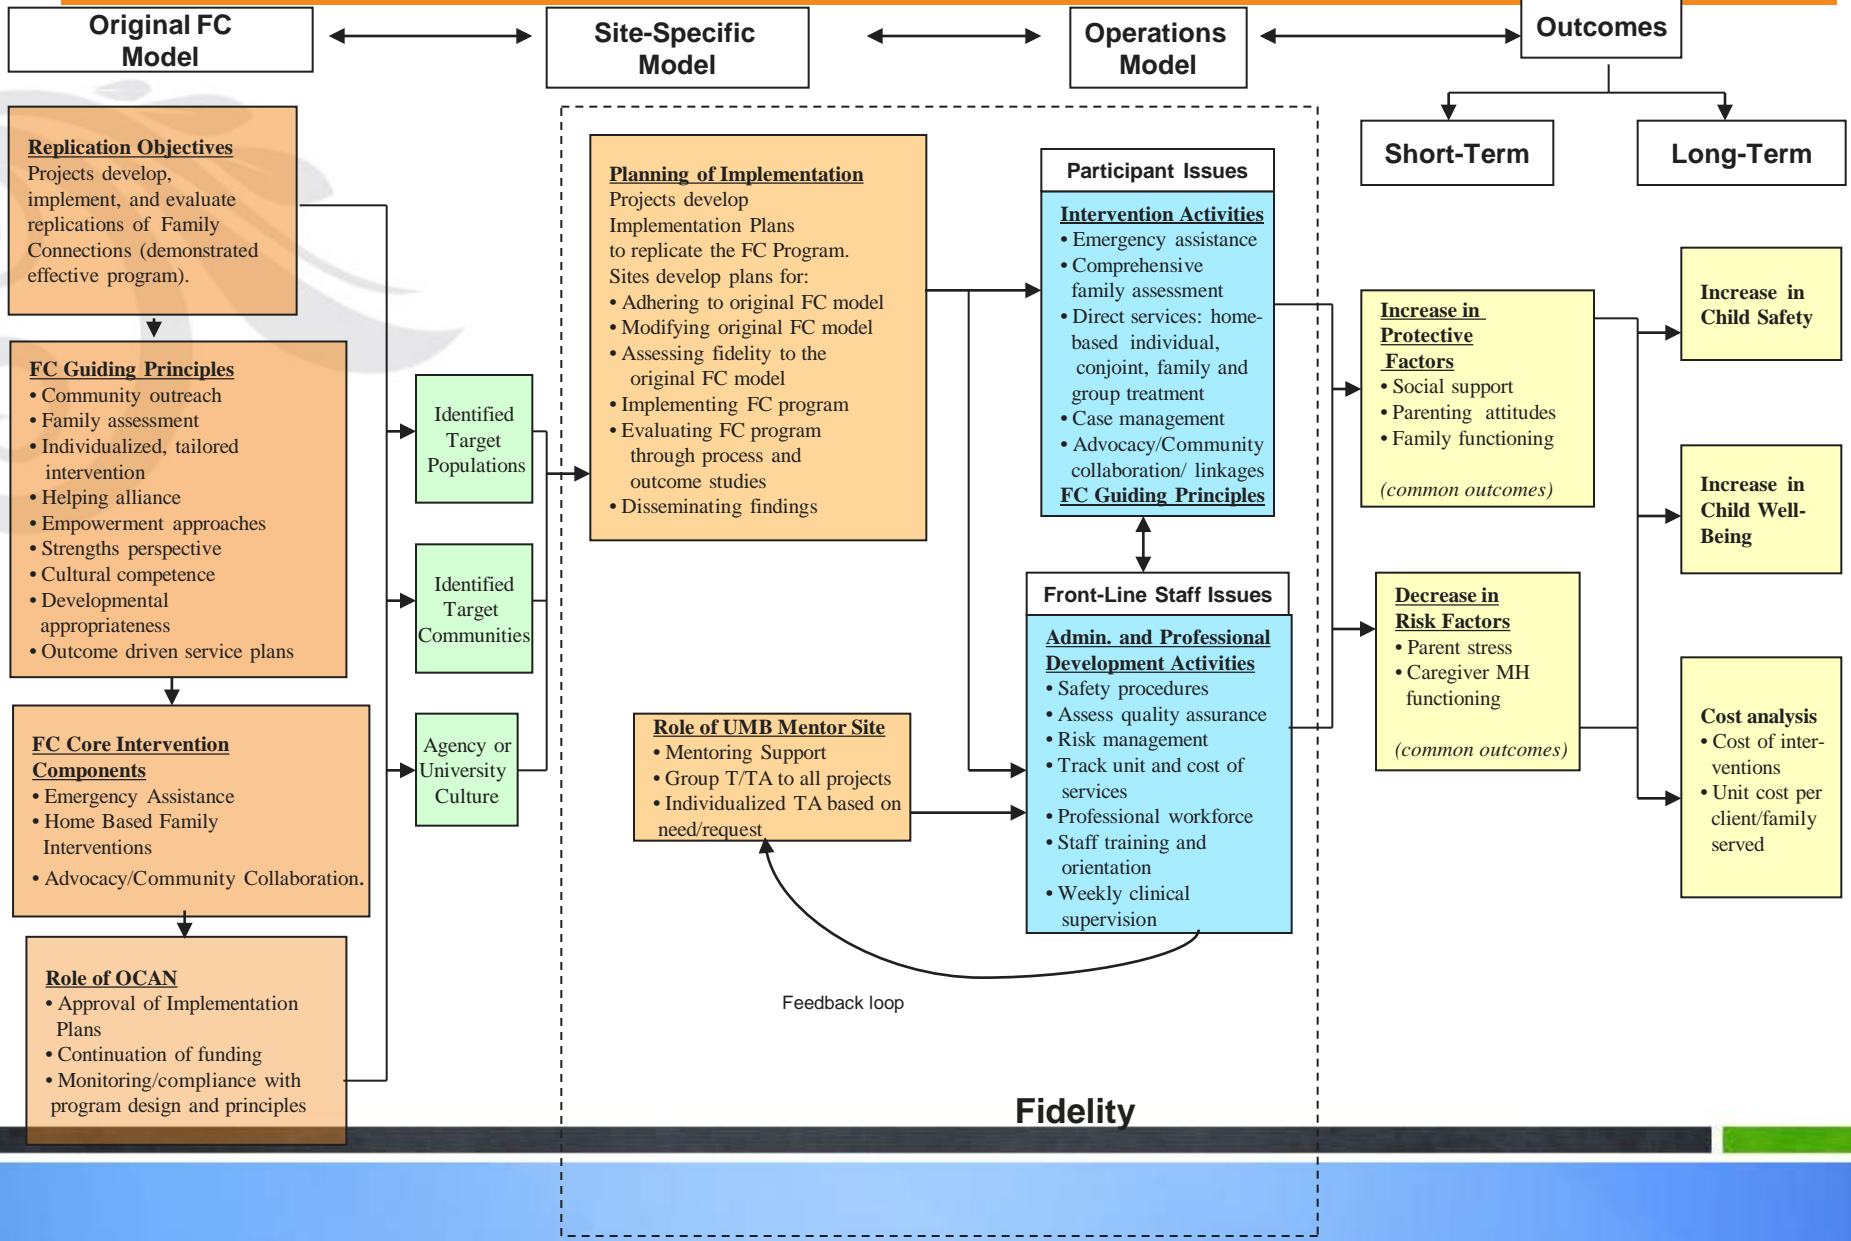 Original FC
Model
Site-Specific
Model
Operations
Model
Outcomes
Short-Term
Long-Term
Replication Objectives
Projects develop,
implement, and evaluate
replications of Family
Connections (demonstrated
effective program).
FC Guiding Principles
• Community outreach
• Family assessment
• Individualized, tailored
intervention
• Helping alliance
• Empowerment approaches
• Strengths perspective
• Cultural competence
• Developmental
appropriateness
• Outcome driven service plans
FC Core Intervention
Components
• Emergency Assistance
• Home Based Family
Interventions
• Advocacy/Community Collaboration.
Role of OCAN
• Approval of Implementation
Plans
• Continuation of funding
• Monitoring/compliance with
program design and principles
Identified
Target
Populations
Identified
Target
Communities
Agency or
University
Culture
Planning of Implementation
Projects develop
Implementation Plans
to replicate the FC Program.
Sites develop plans for:
• Adhering to original FC model
• Modifying original FC model
• Assessing fidelity to the
original FC model
• Implementing FC program
• Evaluating FC program
through process and
outcome studies
• Disseminating findings
Role of UMB Mentor Site
• Mentoring Support
• Group T/TA to all projects
• Individualized TA based on
need/request
Feedback loop
Participant Issues
Intervention Activities
• Emergency assistance
• Comprehensive
family assessment
• Direct services: home-
based individual,
conjoint, family and
group treatment
• Case management
• Advocacy/Community
collaboration/ linkages
FC Guiding Principles
Front-Line Staff Issues
Admin. and Professional
Development Activities
• Safety procedures
• Assess quality assurance
• Risk management
• Track unit and cost of
services
• Professional workforce
• Staff training and
orientation
• Weekly clinical
supervision
Increase in
Protective
Factors
• Social support
• Parenting attitudes
• Family functioning
(common outcomes)
Decrease in
Risk Factors
• Parent stress
• Caregiver MH
functioning
(common outcomes)
Increase in
Child Safety
Increase in
Child Well-
Being
Cost analysis
• Cost of inter-
ventions
• Unit cost per
client/family
served
Fidelity